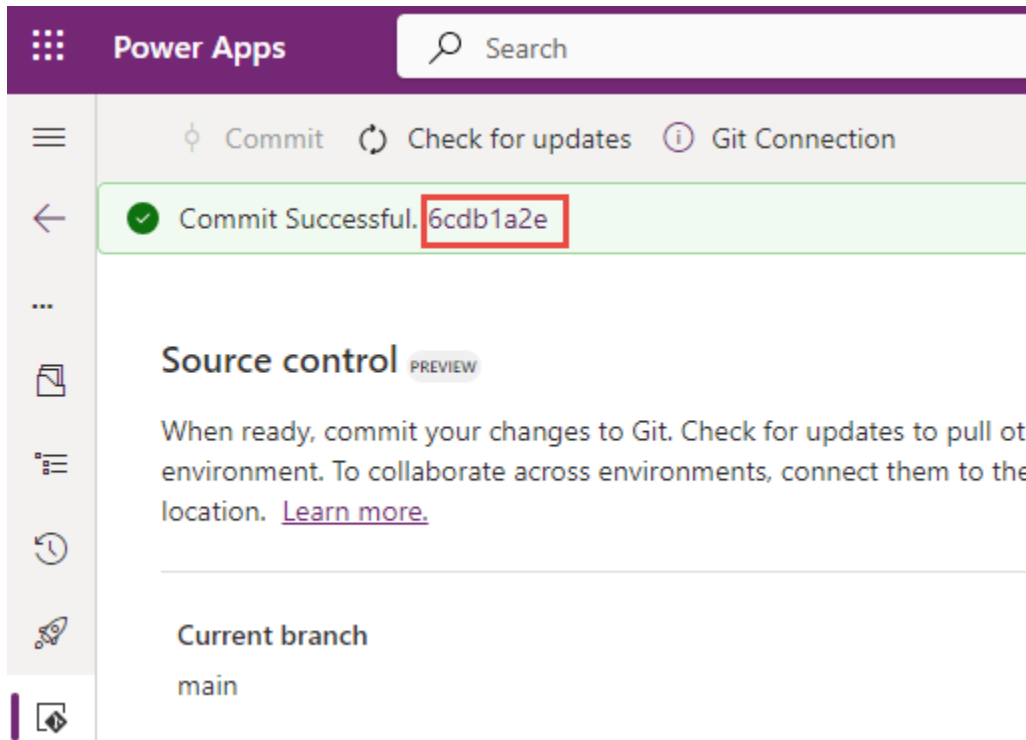 Power Apps
Search
Commit
Check for updates
Git Connection
Commit Successful. 6cdb1a2e
Source control PREVIEW
When ready, commit your changes to Git. Check for updates to pull ot
environment. To collaborate across environments, connect them to the
location. Learn more.
Current branch
main